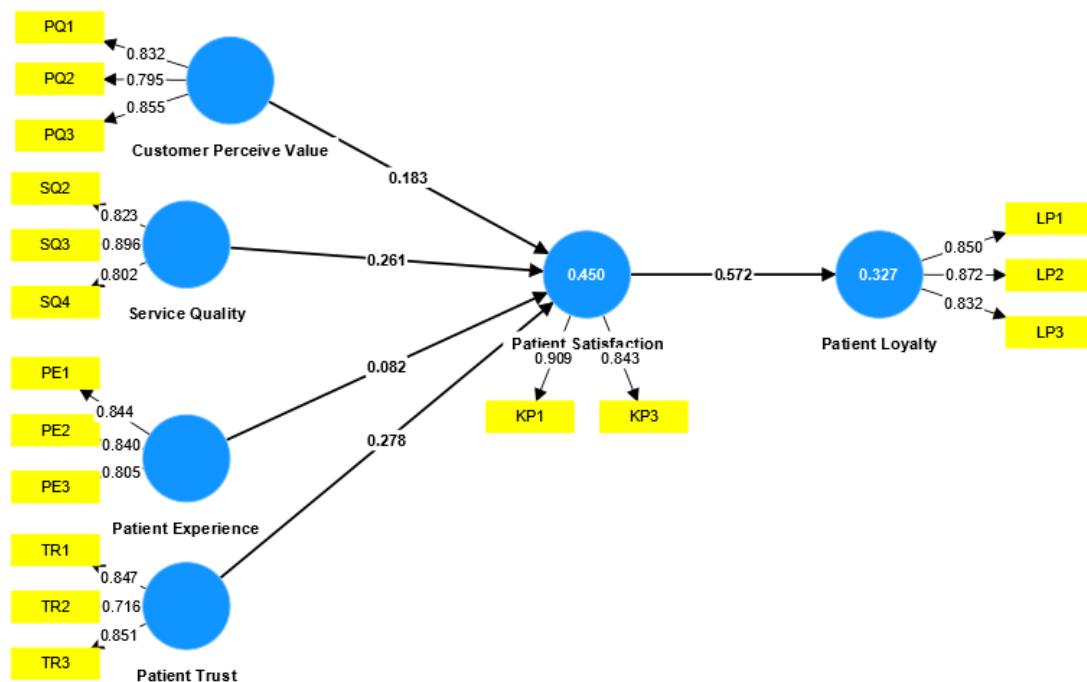 PQ1
0.832
PQ2
0.795
0.855
PQ3
Customer Perceive Value
0.183
SQ2
0.823
SQ3
0.896
0.802
SQ4
Service Quality
0.261
PE1
0.844
PE2
0.840
0.805
PE3
Patient Experience
0.082
TR1
0.847
TR2
0.716
0.851
TR3
Patient Trust
0.278
0.450
Patient Satisfaction
0.909
0.843
KP1
KP3
0.572
0.327
Patient Loyalty
LP1
0.850
LP2
0.872
0.832
LP3